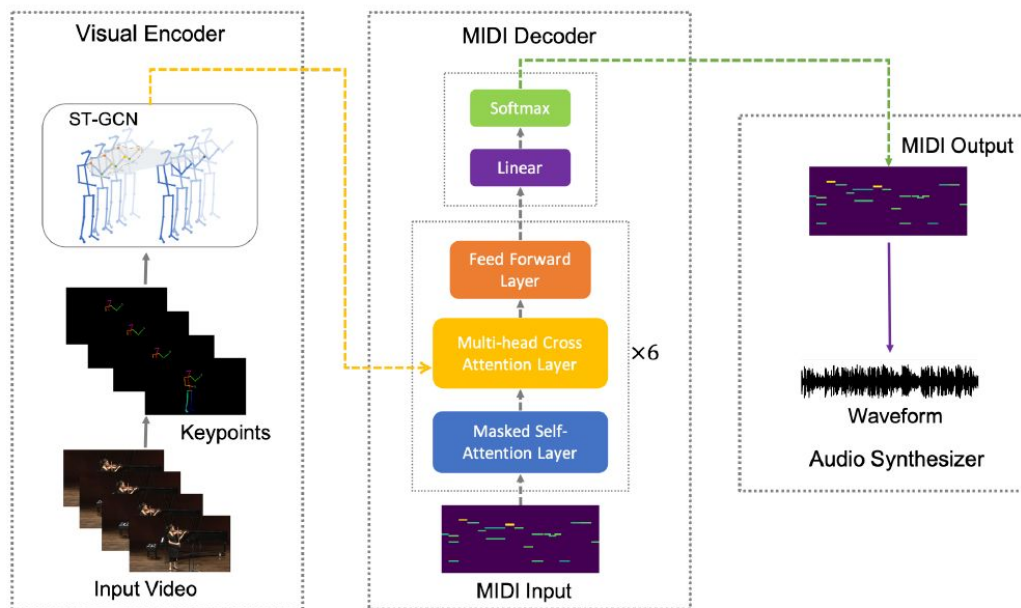 Visual Encoder
ST-GCN
Keypoints
Input Video
MIDI Decoder
Softmax
Linear
Feed Forward
Layer
Multi-head Cross
Attention Layer
×6
Masked Self-
Attention Layer
MIDI Input
MIDI Output
Waveform
Audio Synthesizer